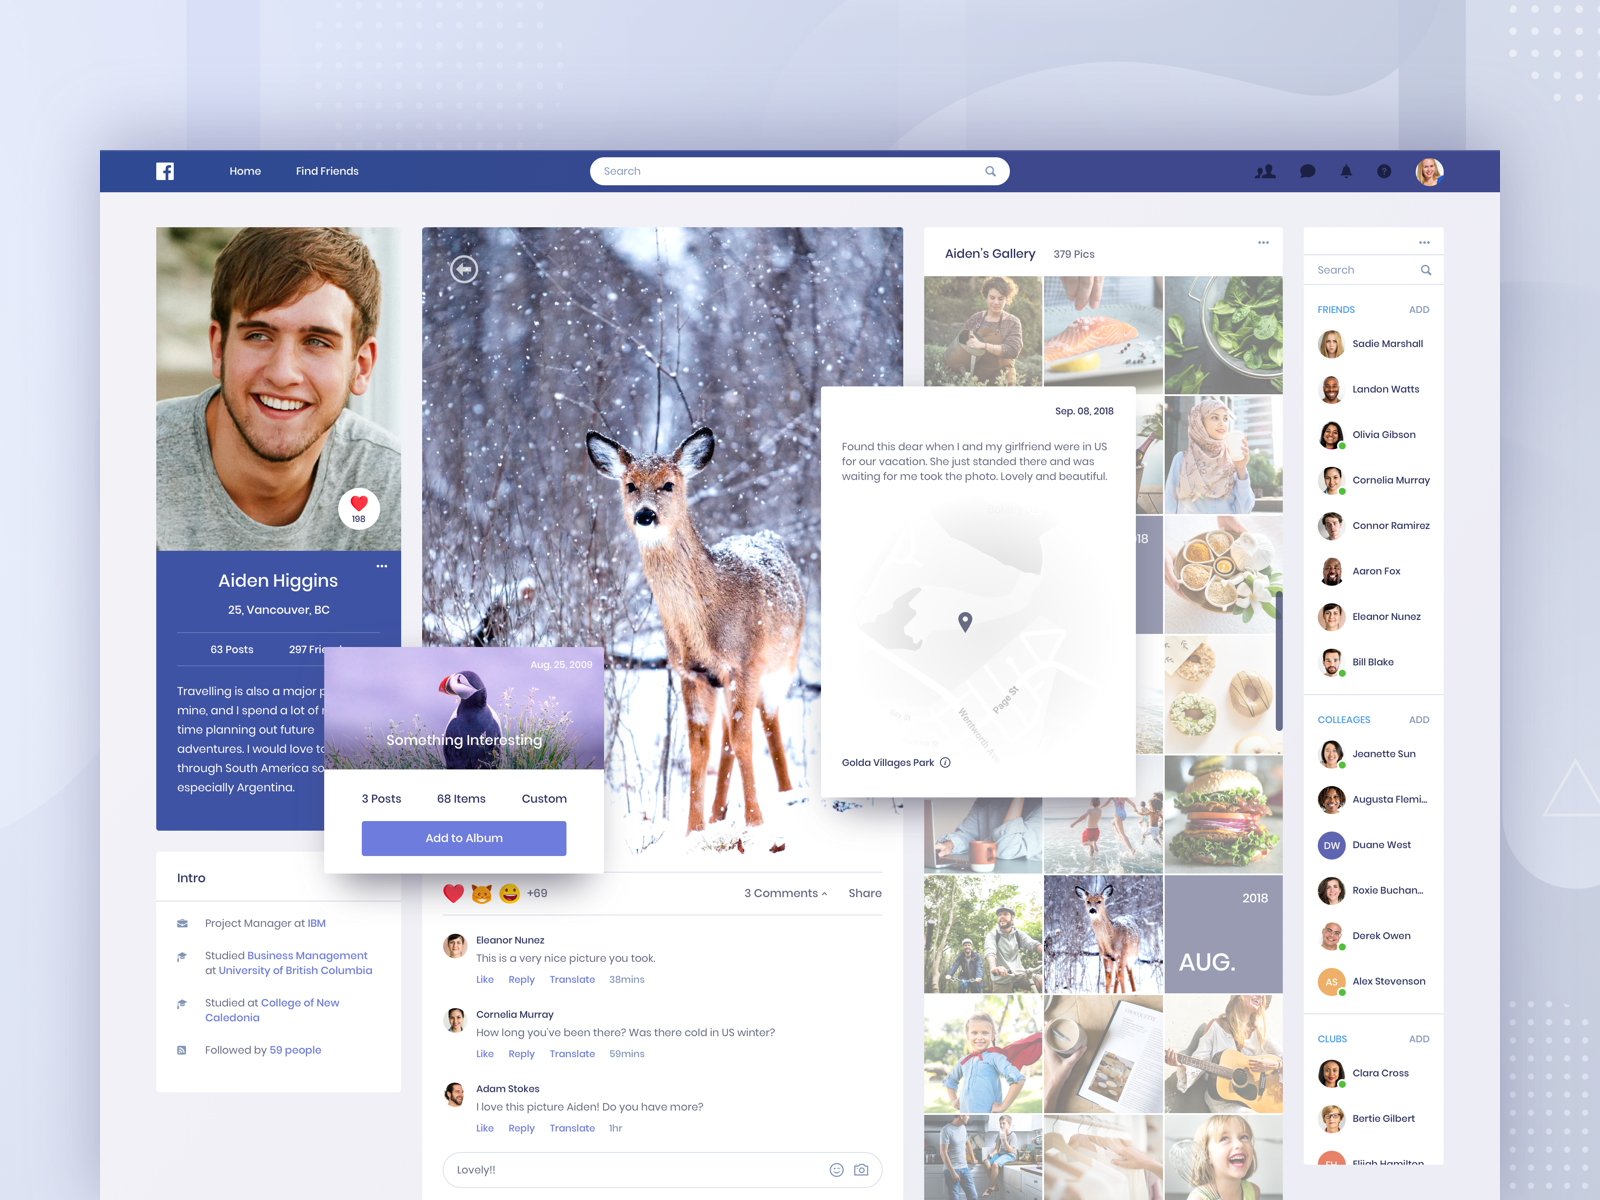 Home
Find Friends
Search
198
Aiden Higgins
25, Vancouver, BC
63 Posts
297
Travelling is also a major
mine, and I spend a lot of
time planning out future
adventures. I would love
through South America
especially Argentina.
Intro
Project Manager at IBM
Studied Business Management
at University of British Columbia
Studied at College of New
Caledonia
Followed by 59 people
Aug. 25, 2009
Something Interesting
3 Posts
68 Items
Custom
Add to Album
+69
3 Comments
Share
Eleanor Nunez
This is a very nice picture you took.
Like Reply Translate 38mins
Cornelia Murray
How long you've been there? Was there cold in US winter?
Like Reply Translate 59mins
Adam Stokes
I love this picture Aiden! Do you have more?
Like Reply Translate 1hr
Lovely!!
Sep. 08, 2018
Found this dear when I and my girlfriend were in US
for our vacation. She just standed there and was
waiting for me took the photo. Lovely and beautiful.
Page St
Wentworth
Golda Villages Park
Aiden's Gallery
379 Pics
2018
AUG.
Search
FRIENDS
ADD
Sadie Marshall
Landon Watts
Olivia Gibson
Cornelia Murray
Connor Ramirez
Aaron Fox
Eleanor Nunez
Bill Blake
COLLEAGES
ADD
Jeanette Sun
Augusta Flemi...
DW
Duane West
Roxie Buchan...
Derek Owen
AS
Alex Stevenson
CLUBS
ADD
Clara Cross
Bertie Gilbert
Elijah Hamilton